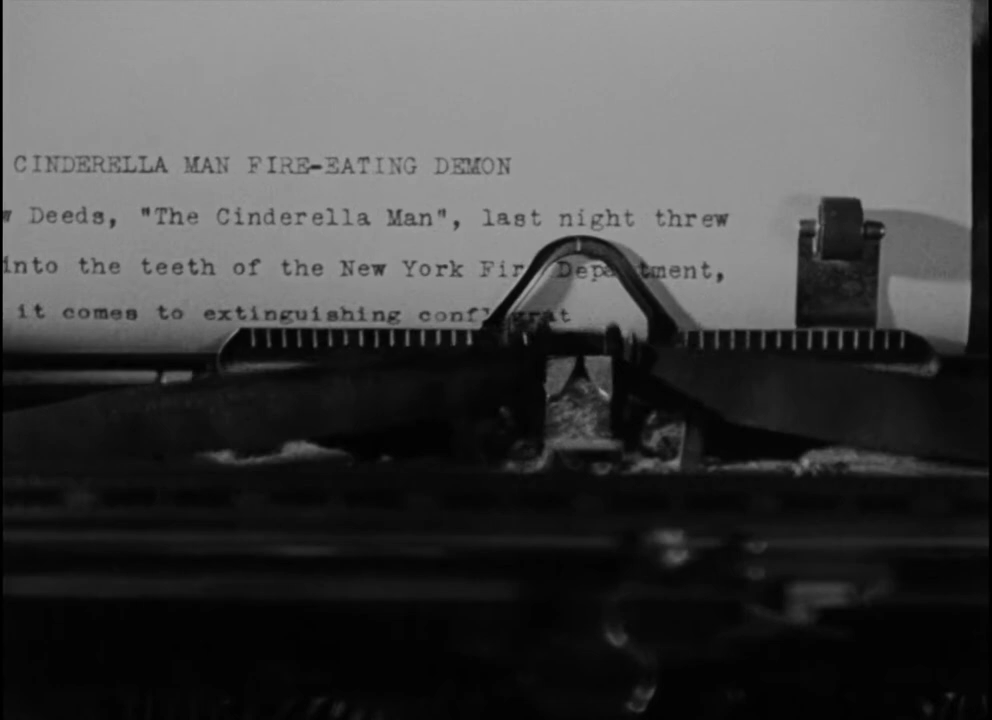 CINDERELLA MAN FIRE-EATING DEMON
Deeds, "The Cinderella Man", last night threw
into the teeth of the New York Fire Department,
it comes to extinguishing